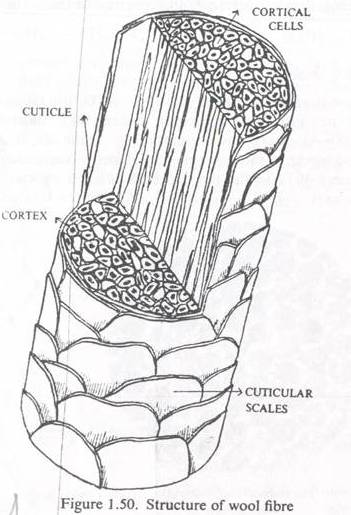 CORTICAL
CELLS
CUTICLE
CORTEX
CUTICULAR
SCALES
Figure 1.50. Structure of wool fibre